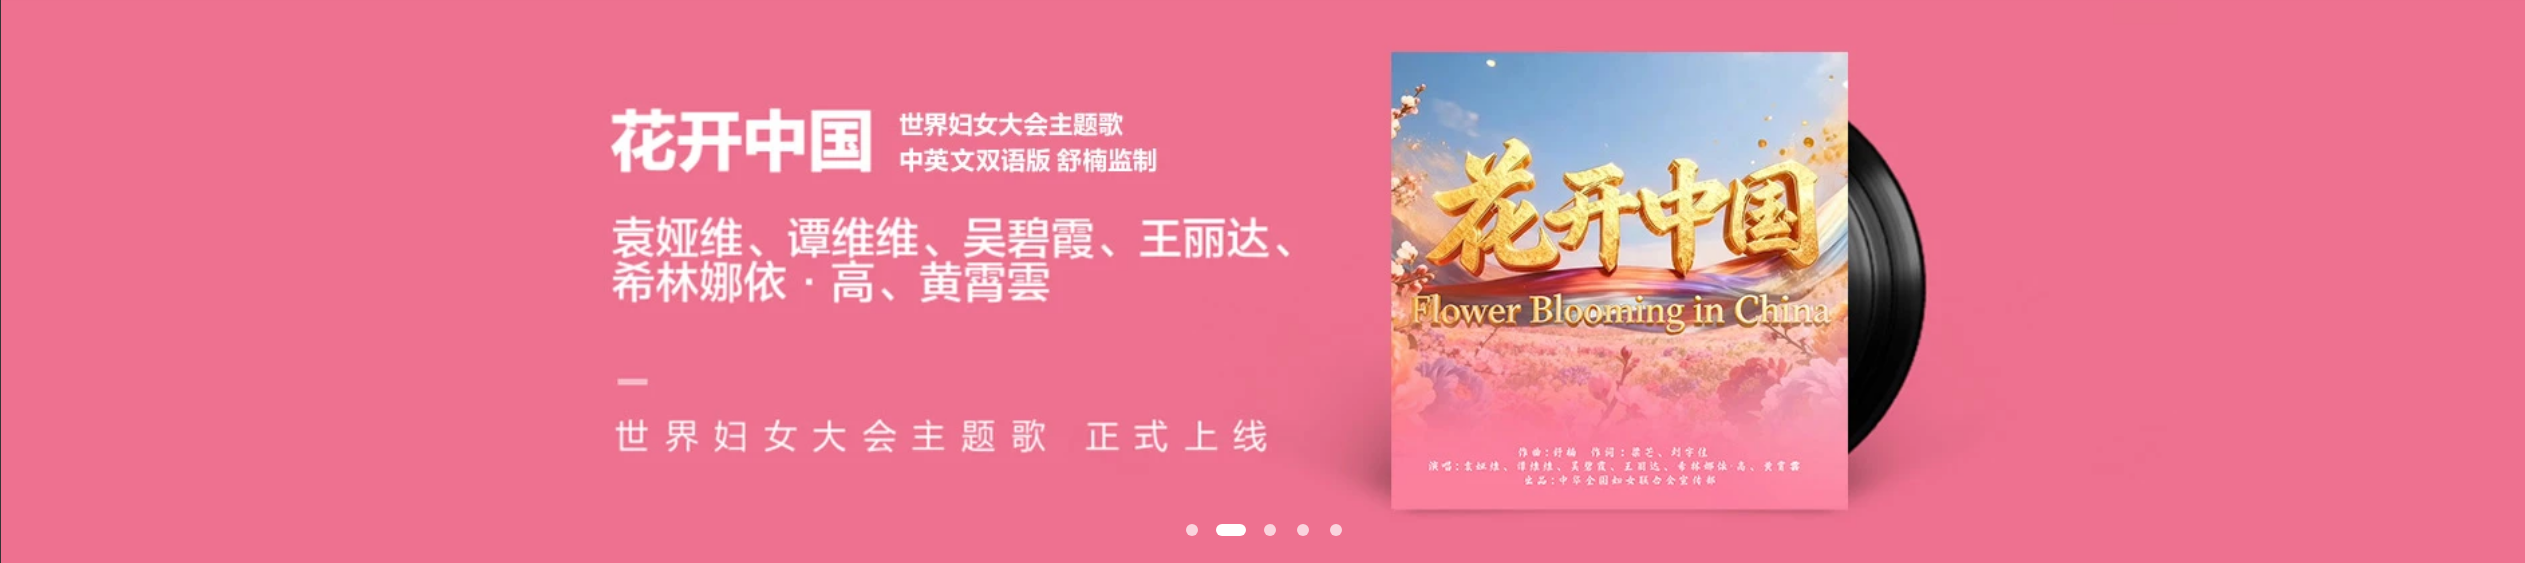 花开中国
世界妇女大会主题歌
中英文双语版 舒楠监制
袁娅维、谭维维、吴碧霞、王丽达、
希林娜依·高、黄霄雲
世界妇女大会主题歌 正式上线
花开中国
Flower Blooming in China
作曲:舒楠 作词:梁芒、刘宇佳
演唱:袁娅维、谭维维、吴碧霞、王丽达、希林娜依·高、黄霄雲
出品:中华全国妇女联合会宣传部